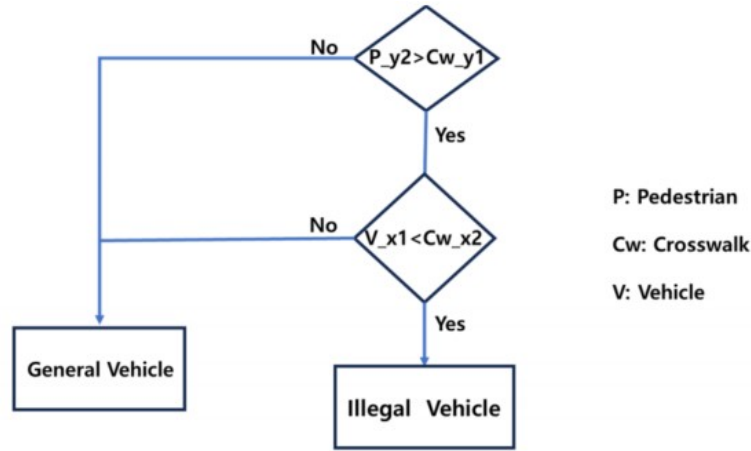 No
P_y2>Cw_y1
Yes
No
V_x1<Cw_x2
P: Pedestrian
Cw: Crosswalk
V: Vehicle
Yes
General Vehicle
Illegal Vehicle